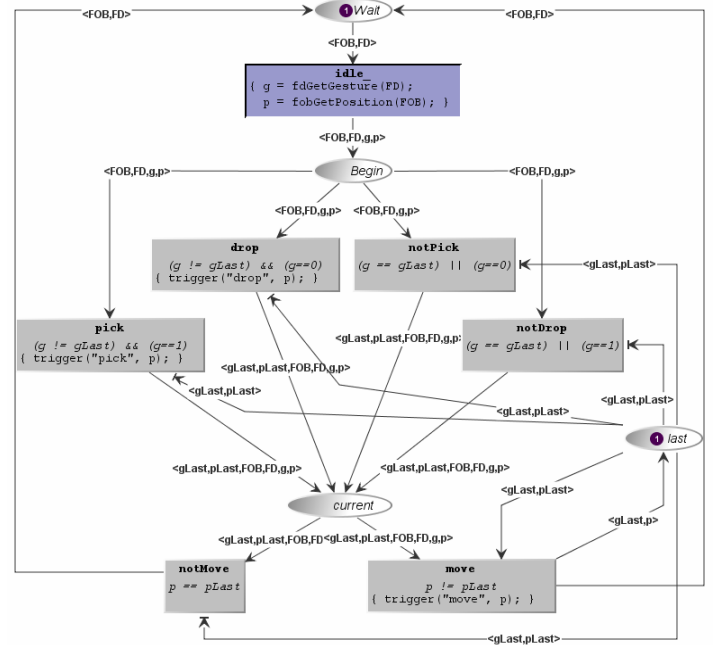 <FOB,FD>
1 Wait
<FOB,FD>
<FOB,FD>
idle_
{ g = fdGetGesture(FD);
p = fobGetPosition(FOB); }
<FOB,FD,g,p>
<FOB,FD,g,p>
Begin
<FOB,FD,g,p>
<FOB,FD,g,p>
<FOB,FD,g,p>
drop
(g != gLast) && (g==0)
{ trigger("drop", p); }
notPick
(g == gLast) || (g==0)
<gLast,pLast>
pick
(g != gLast) && (g==1)
{ trigger("pick", p); }
notDrop
(g == gLast) || (g==1)
<gLast,pLast,FOB,FD,g,p>
<gLast,pLast,FOB,FD,g,p>
<gLast,pLast>
<gLast,pLast>
<gLast,pLast>
1 last
<gLast,pLast,FOB,FD,g,p>
<gLast,pLast,FOB,FD,g,p>
<gLast,pLast>
current
<gLast,p>
<gLast,pLast,FOB,FD
<gLast,pLast,FOB,FD,g,p>
notMove
p == pLast
move
p != pLast
{ trigger("move", p); }
<gLast,pLast>